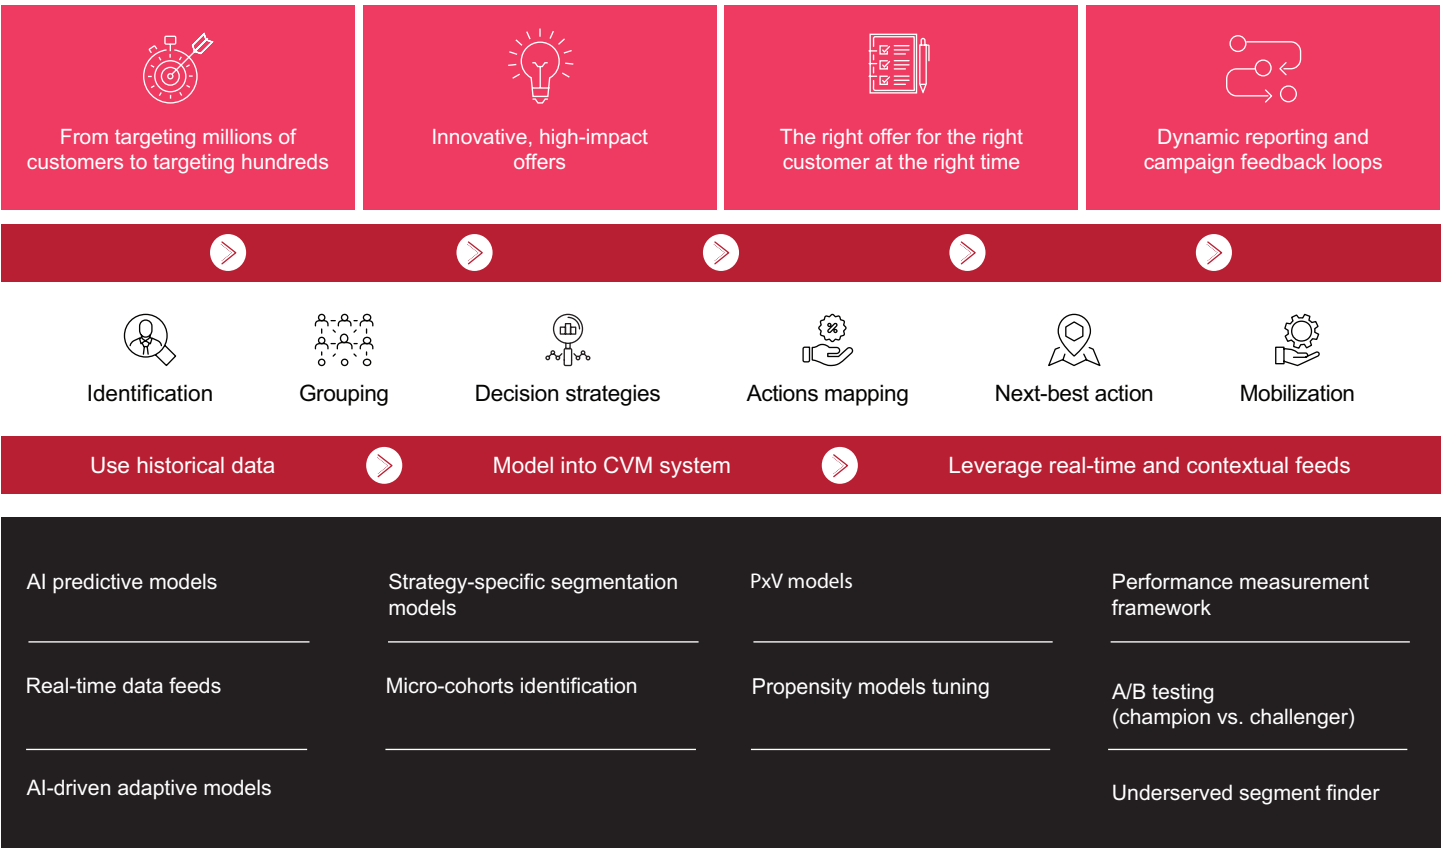 From targeting millions of
customers to targeting hundreds
Innovative, high-impact
offers
The right offer for the right
customer at the right time
Dynamic reporting and
campaign feedback loops
Identification
Grouping
Decision strategies
Actions mapping
Next-best action
Mobilization
Use historical data
Model into CVM system
Leverage real-time and contextual feeds
AI predictive models
Strategy-specific segmentation
models
PxV models
Performance measurement
framework
Real-time data feeds
Micro-cohorts identification
Propensity models tuning
A/B testing
(champion vs. challenger)
AI-driven adaptive models
Underserved segment finder